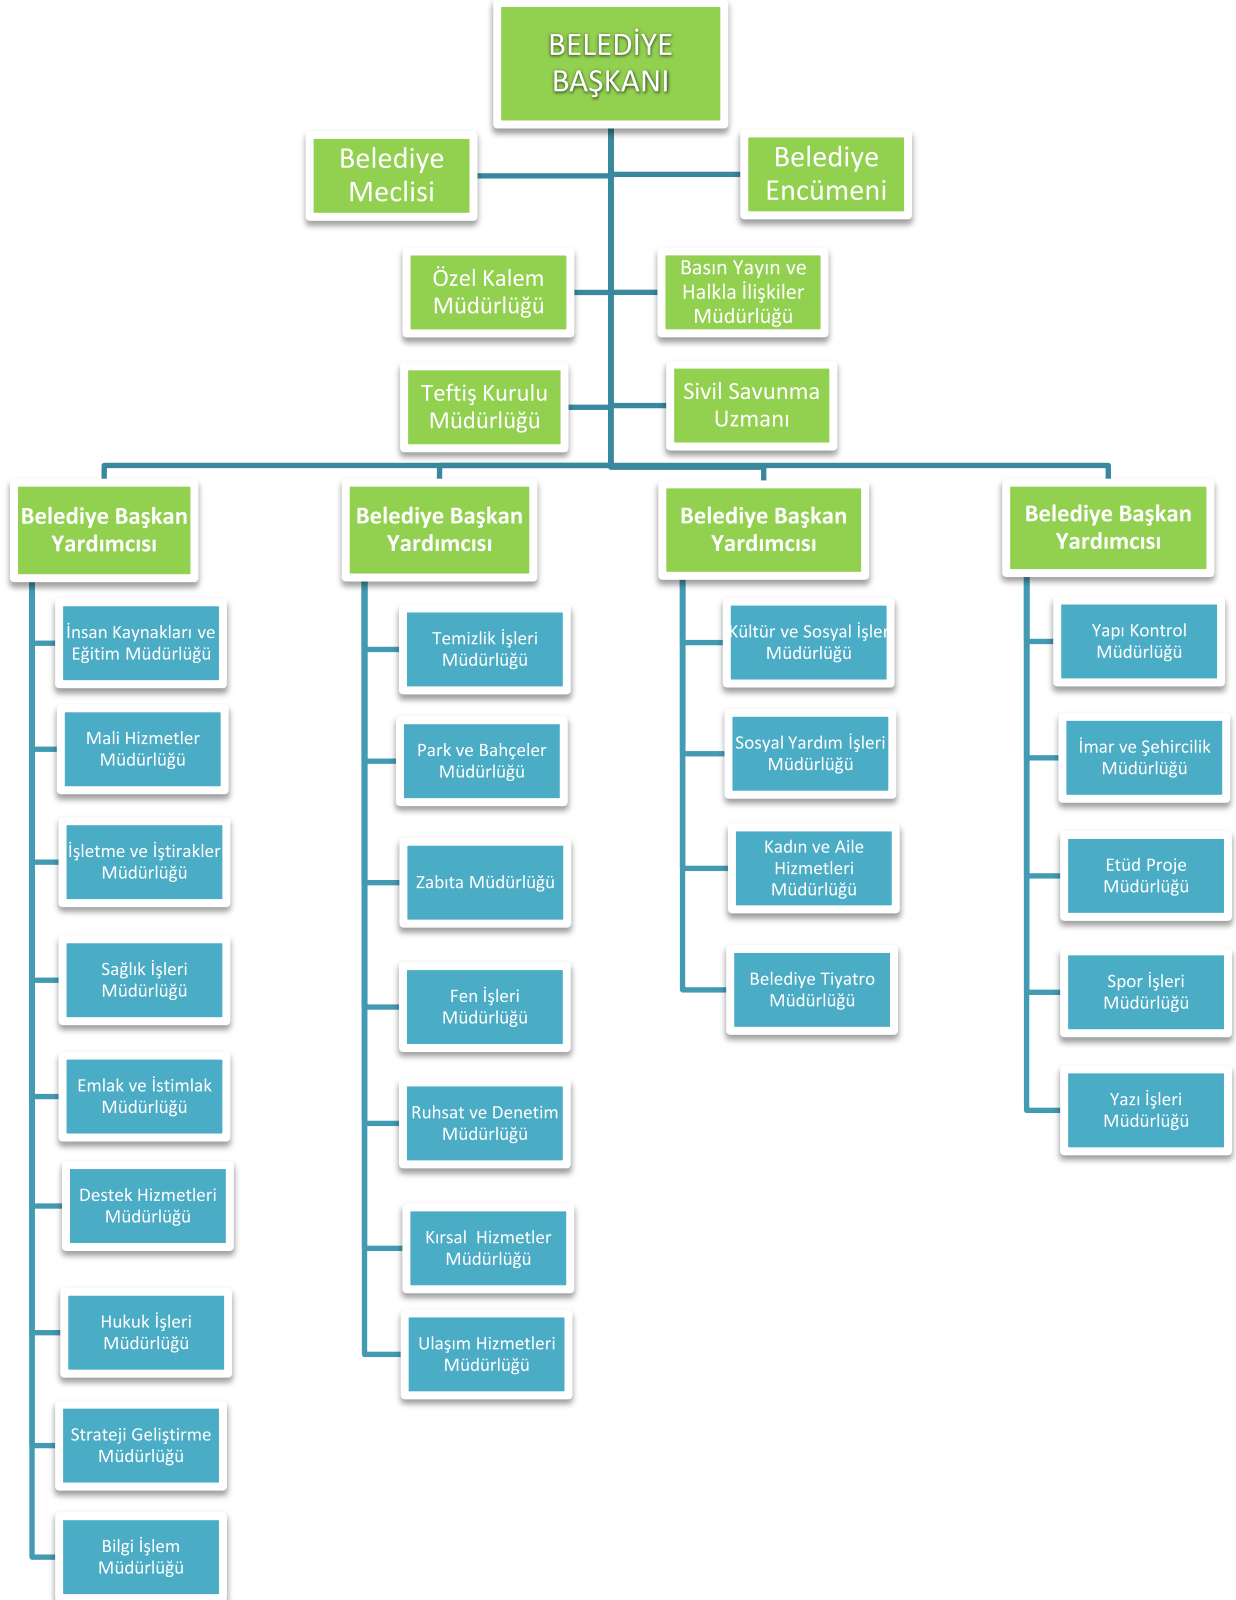 BELEDİYE
BAŞKANI
Belediye
Meclisi
Belediye
Encümeni
Özel Kalem
Müdürlüğü
Basın Yayın ve
Halkla İlişkiler
Müdürlüğü
Teftiş Kurulu
Müdürlüğü
Sivil Savunma
Uzmanı
Belediye Başkan
Yardımcısı
İnsan Kaynakları ve
Eğitim Müdürlüğü
Mali Hizmetler
Müdürlüğü
İşletme ve İştirakler
Müdürlüğü
Sağlık İşleri
Müdürlüğü
Emlak ve İstimlak
Müdürlüğü
Destek Hizmetleri
Müdürlüğü
Hukuk İşleri
Müdürlüğü
Strateji Geliştirme
Müdürlüğü
Bilgi İşlem
Müdürlüğü
Belediye Başkan
Yardımcısı
Temizlik İşleri
Müdürlüğü
Park ve Bahçeler
Müdürlüğü
Zabıta Müdürlüğü
Fen İşleri
Müdürlüğü
Ruhsat ve Denetim
Müdürlüğü
Kırsal Hizmetler
Müdürlüğü
Ulaşım Hizmetleri
Müdürlüğü
Belediye Başkan
Yardımcısı
Kültür ve Sosyal İşler
Müdürlüğü
Sosyal Yardım İşleri
Müdürlüğü
Kadın ve Aile
Hizmetleri
Müdürlüğü
Belediye Tiyatro
Müdürlüğü
Belediye Başkan
Yardımcısı
Yapı Kontrol
Müdürlüğü
İmar ve Şehircilik
Müdürlüğü
Etüd Proje
Müdürlüğü
Spor İşleri
Müdürlüğü
Yazı İşleri
Müdürlüğü